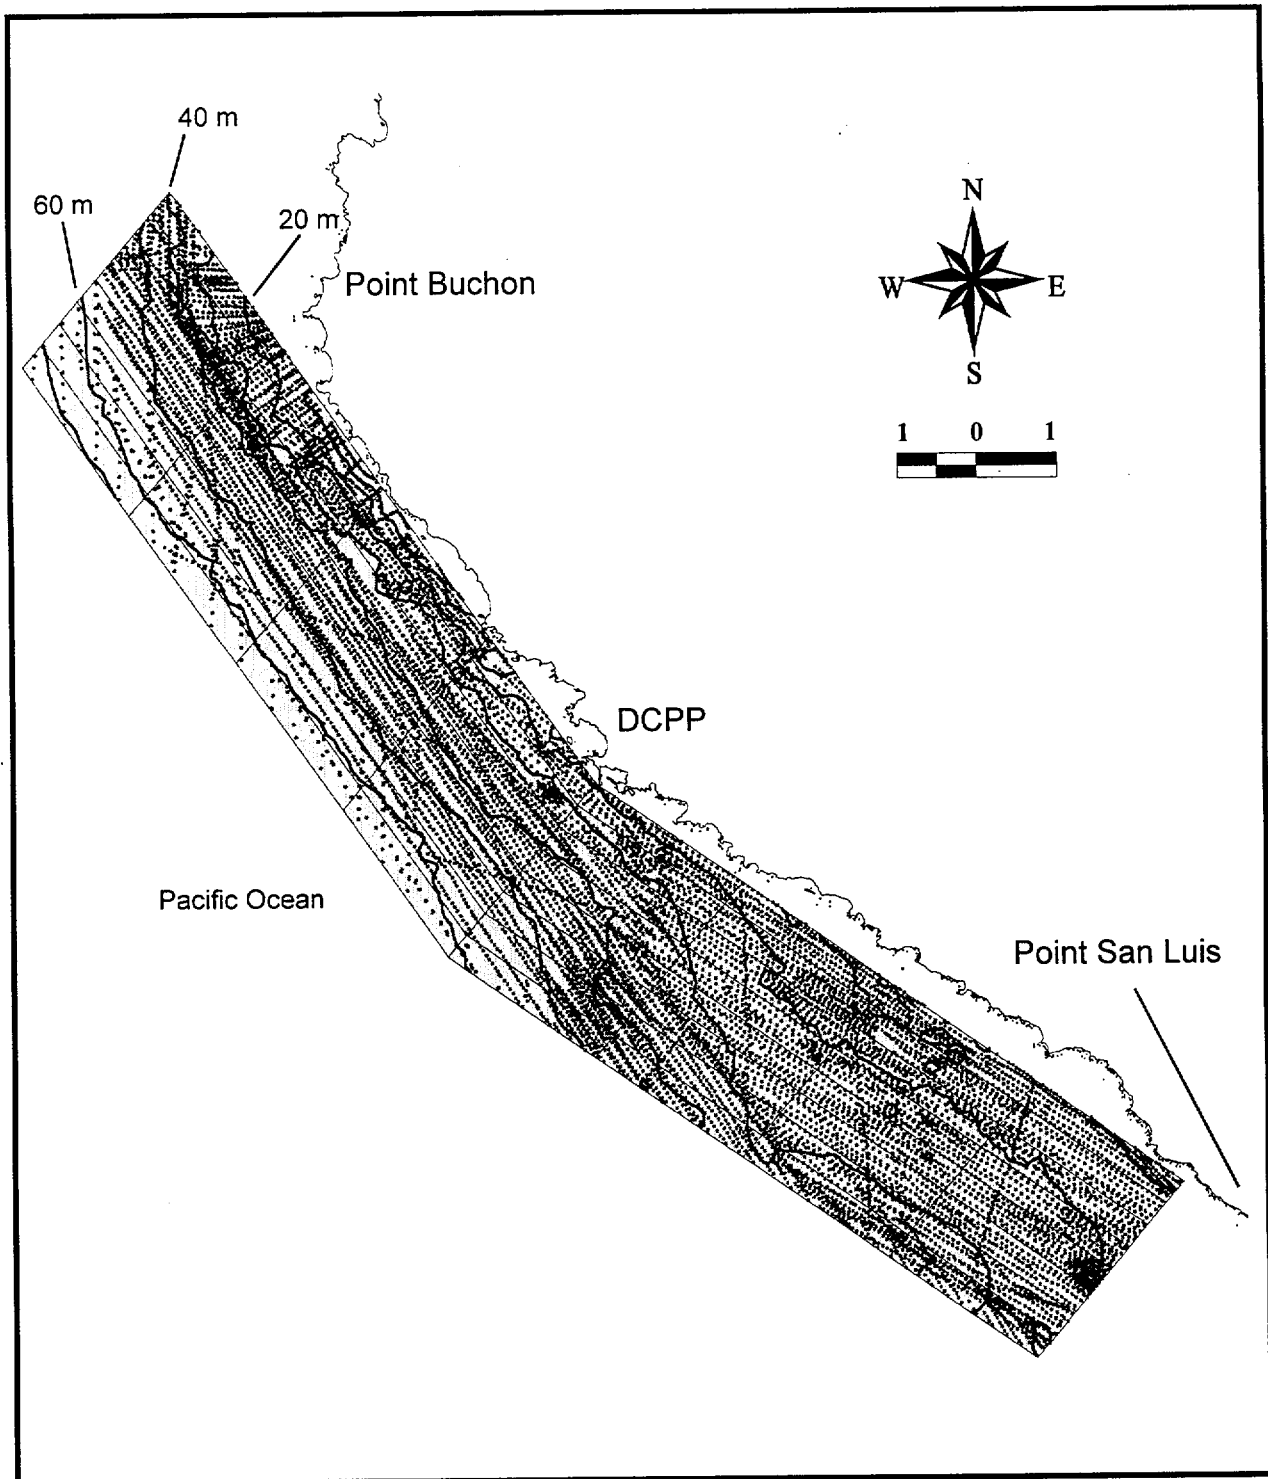 40 m
60 m
20 m
Point Buchon
N
W
E
S
1 0 1
DCPP
Pacific Ocean
Point San Luis